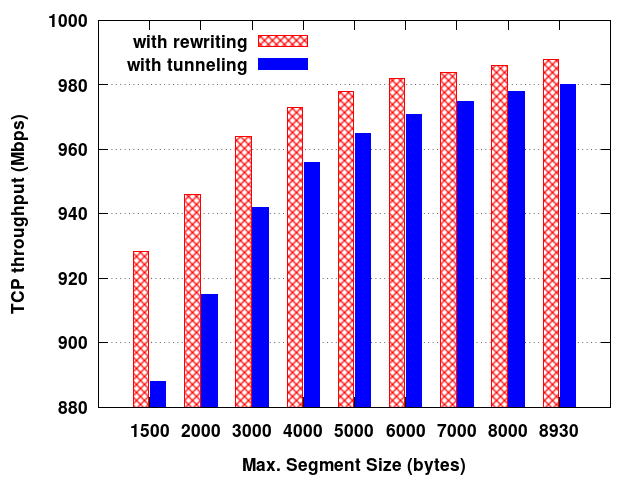 1000
980
960
940
920
900
880
TCP throughput (Mbps)
with rewriting
with tunneling
1500 2000 3000 4000 5000 6000 7000 8000 8930
Max. Segment Size (bytes)